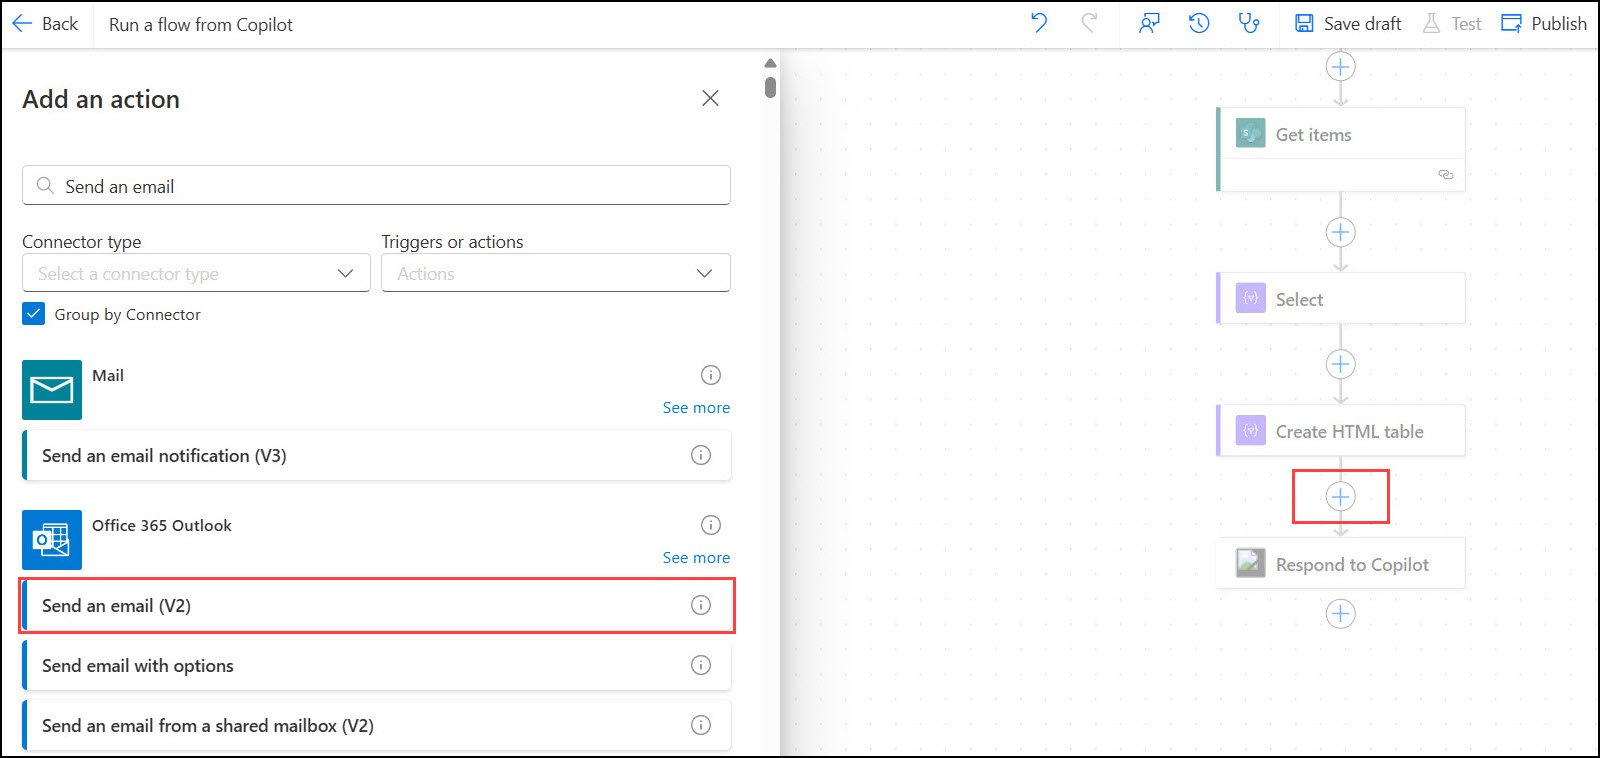 Back
Run a flow from Copilot
Save draft
Test
Publish
Add an action
Send an email
Connector type
Triggers or actions
Select a connector type
Actions
Group by Connector
Mail
See more
Send an email notification (V3)
Office 365 Outlook
See more
Send an email (V2)
Send email with options
Send an email from a shared mailbox (V2)
Get items
Select
Create HTML table
Respond to Copilot